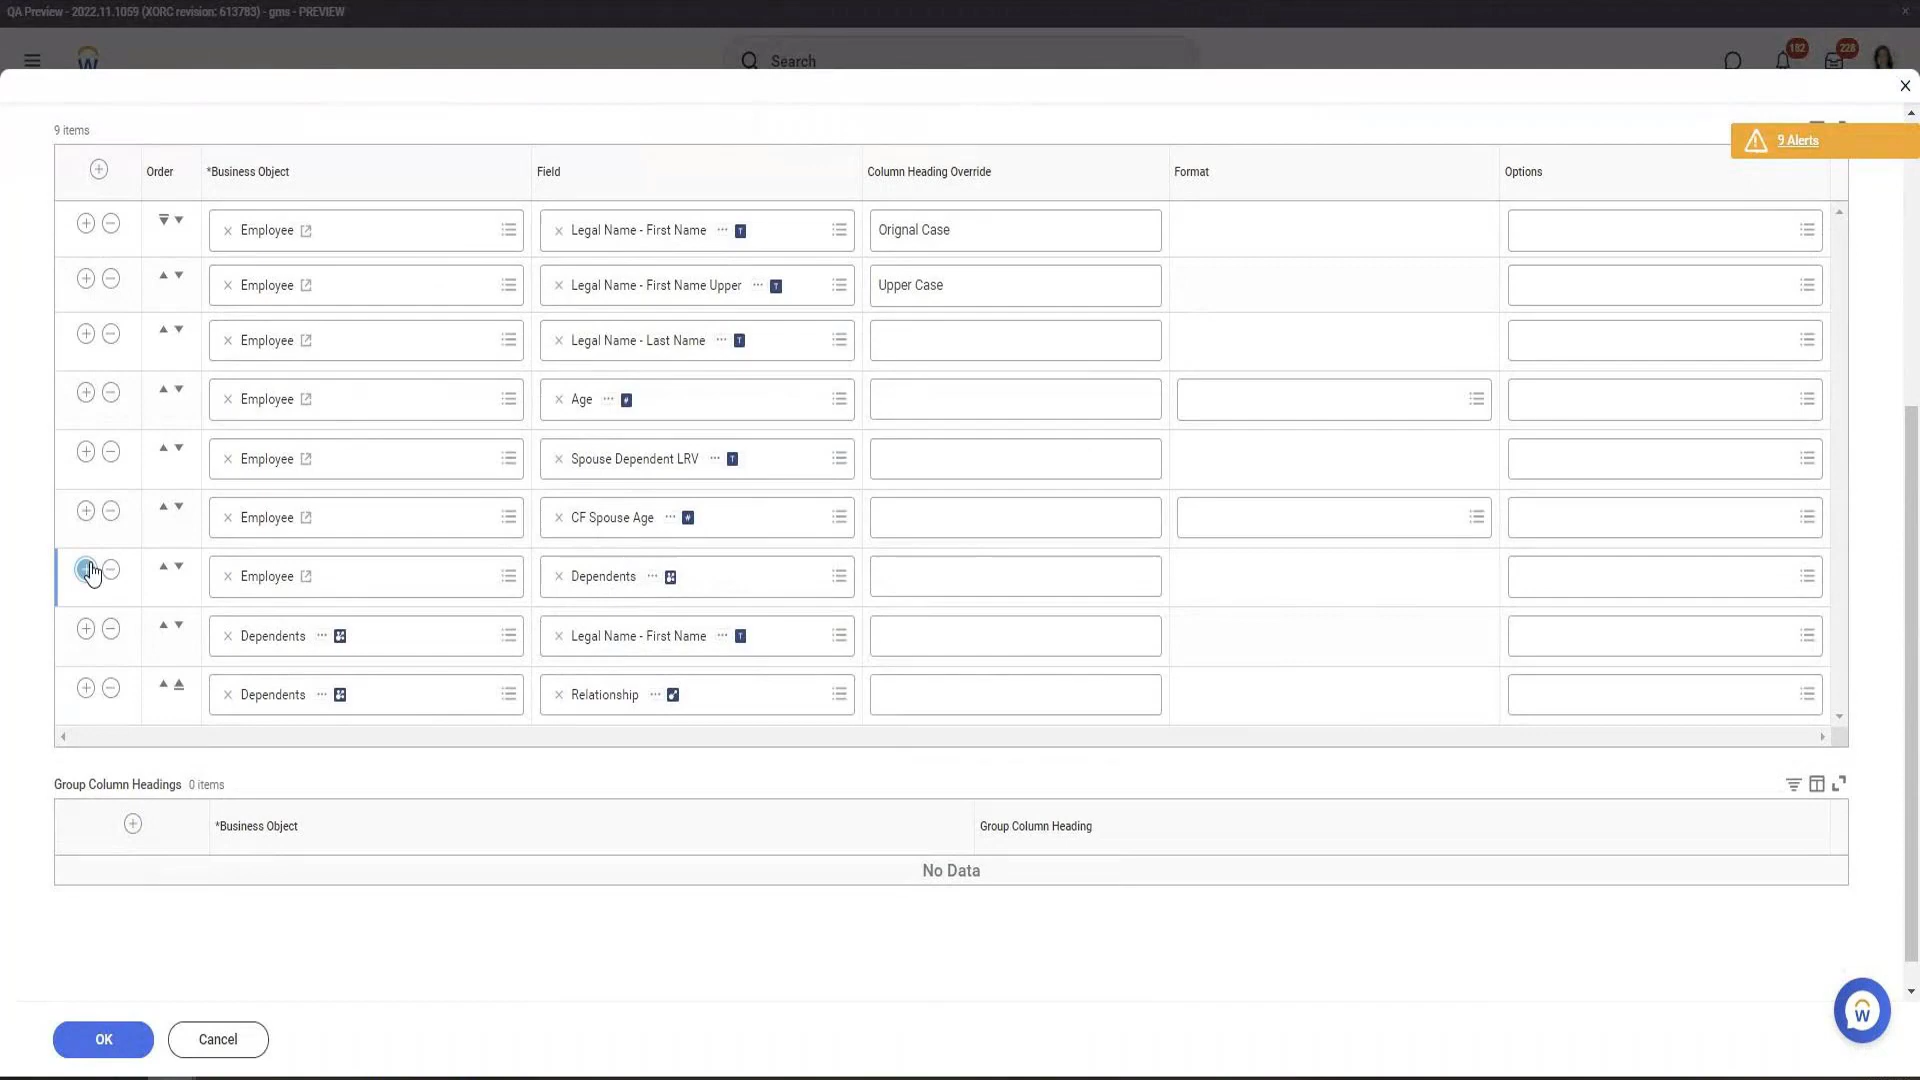 QA Preview - 2022.11.1059 (XORC revision: 613783) - gms - PREVIEW
Search
182
228
9 items
9 Alerts
Order *Business Object Field Column Heading Override Format Options
Employee Legal Name - First Name Orignal Case
Employee Legal Name - First Name Upper Upper Case
Employee Legal Name - Last Name
Employee Age
Employee Spouse Dependent LRV
Employee CF Spouse Age
Employee Dependents
Dependents Legal Name - First Name
Dependents Relationship
Group Column Headings 0 items
*Business Object Group Column Heading
No Data
OK Cancel